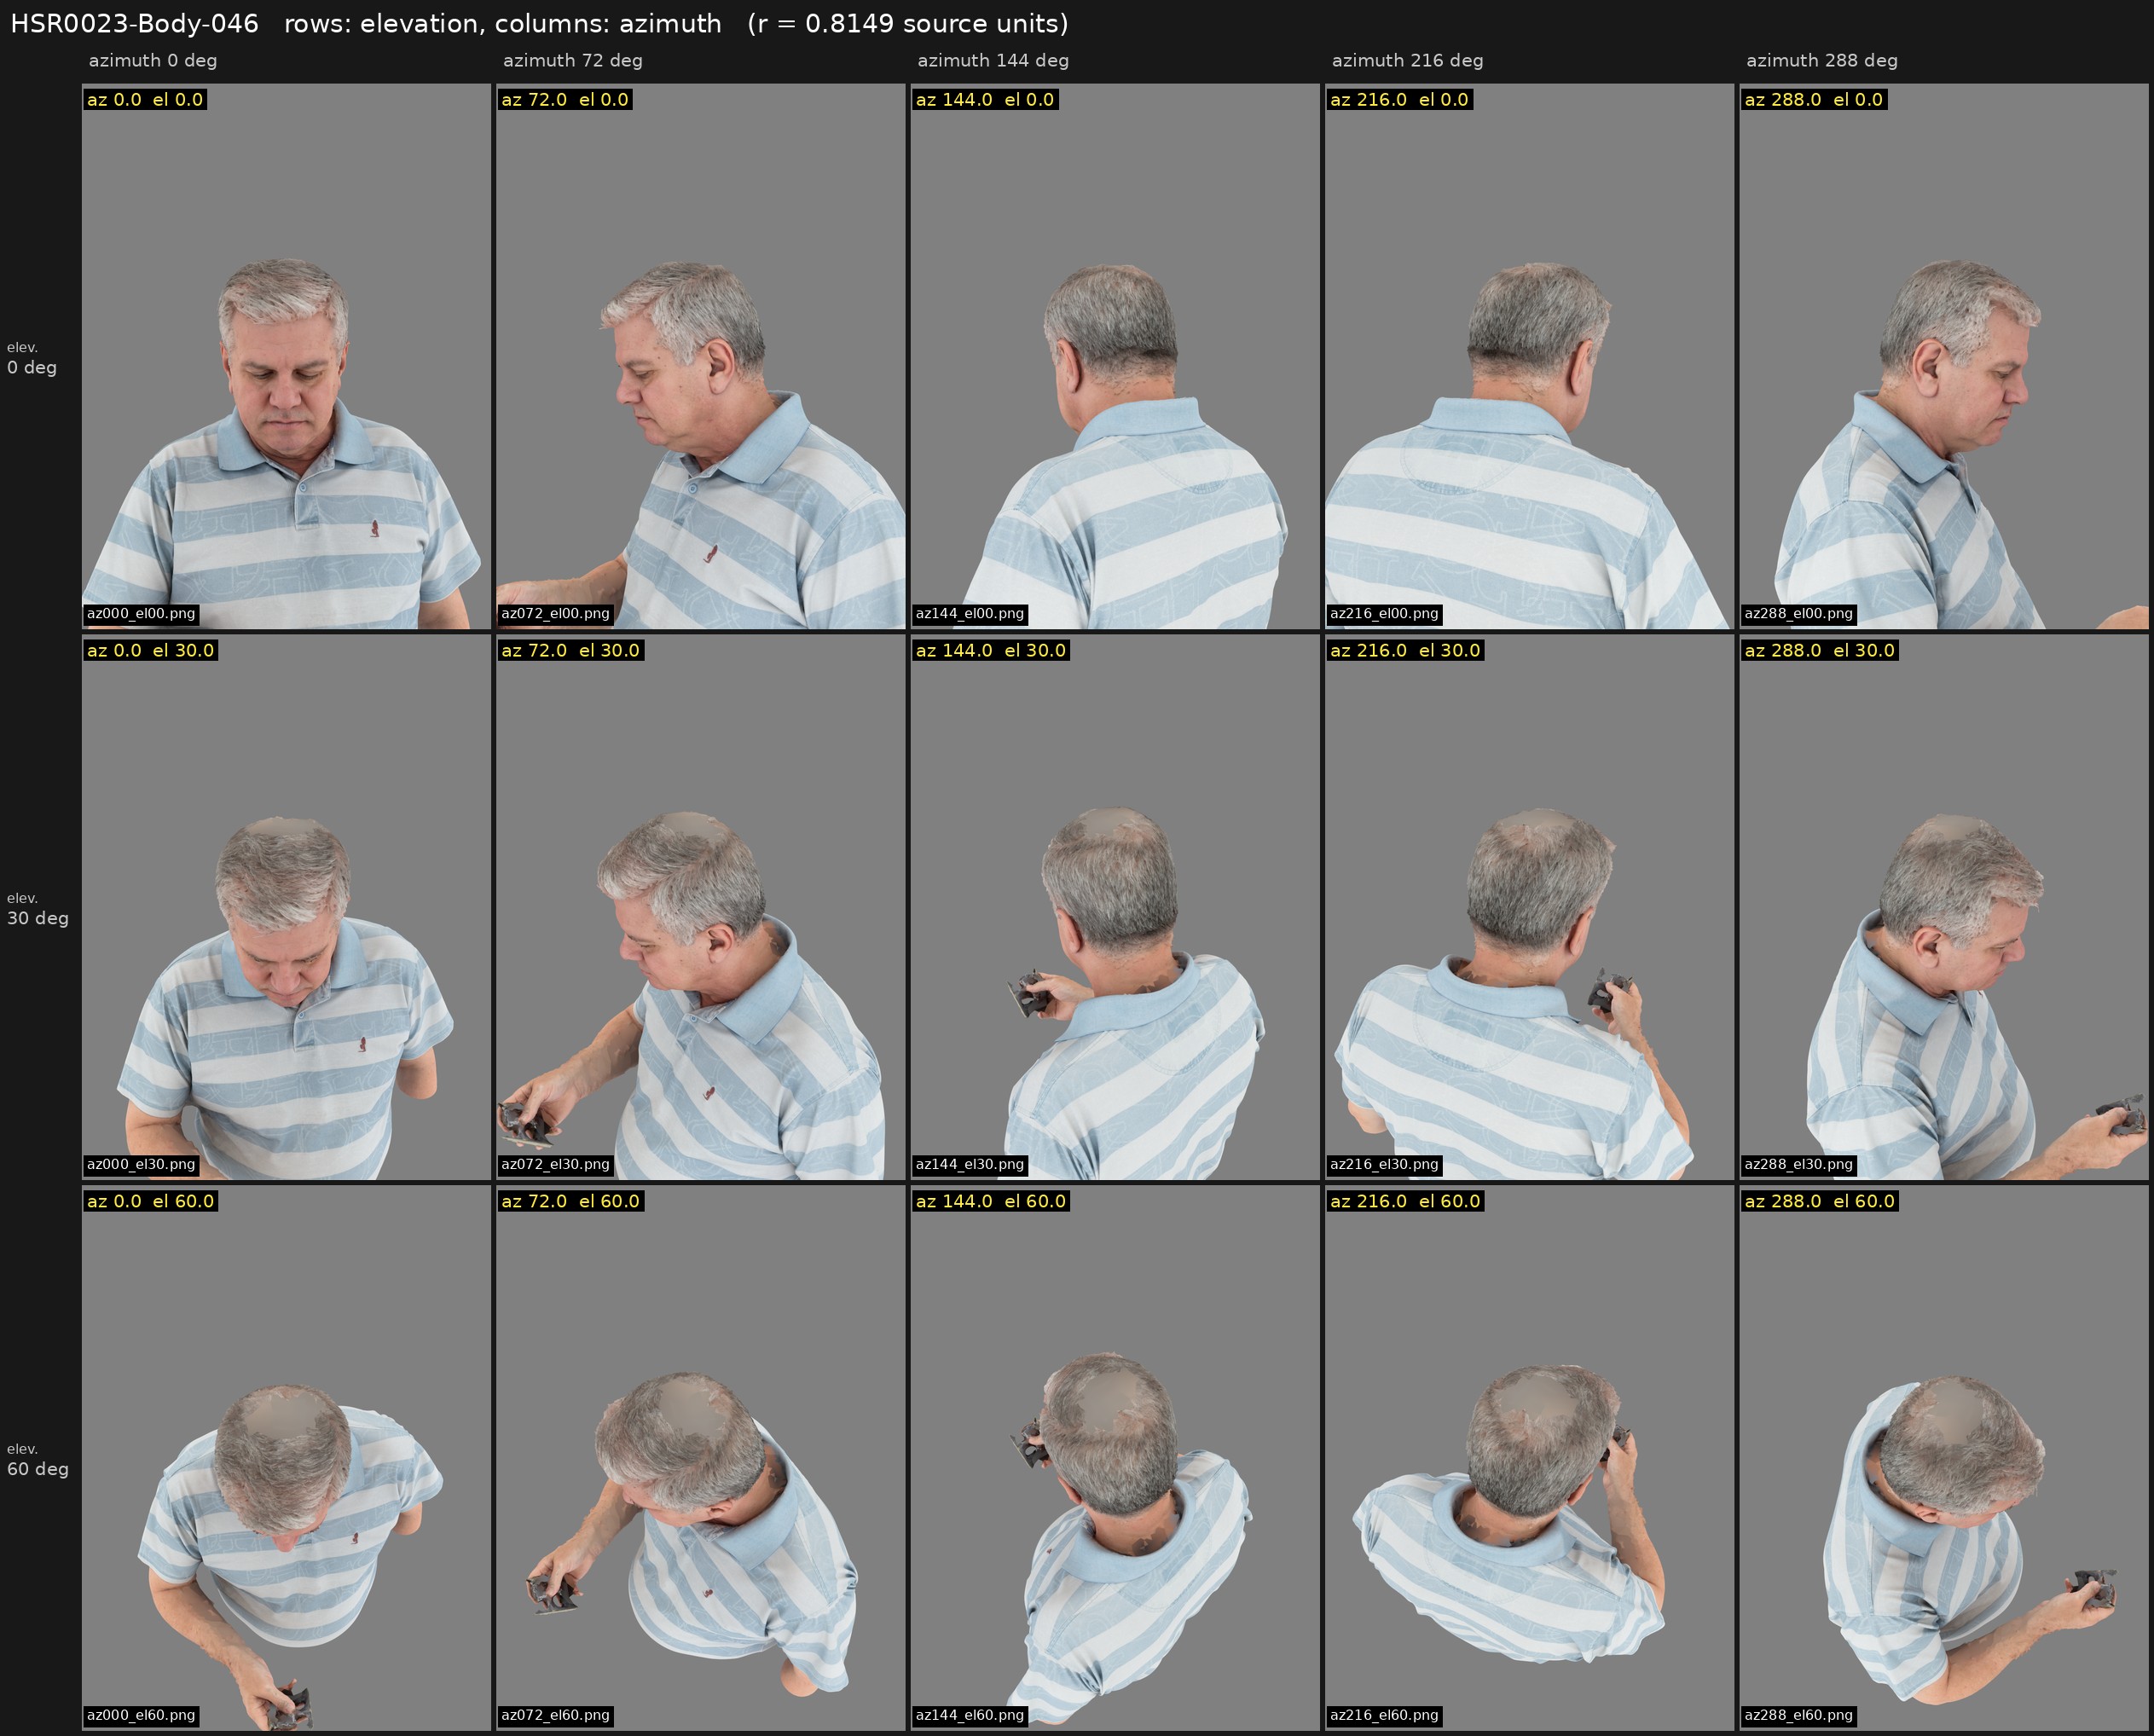 HSR0023-Body-046   rows: elevation, columns: azimuth   (r = 0.8149 source units)
azimuth 0 deg
azimuth 72 deg
azimuth 144 deg
azimuth 216 deg
azimuth 288 deg
elev.
0 deg
az 0.0  el 0.0
az000_el00.png
az 72.0  el 0.0
az072_el00.png
az 144.0  el 0.0
az144_el00.png
az 216.0  el 0.0
az216_el00.png
az 288.0  el 0.0
az288_el00.png
elev.
30 deg
az 0.0  el 30.0
az000_el30.png
az 72.0  el 30.0
az072_el30.png
az 144.0  el 30.0
az144_el30.png
az 216.0  el 30.0
az216_el30.png
az 288.0  el 30.0
az288_el30.png
elev.
60 deg
az 0.0  el 60.0
az000_el60.png
az 72.0  el 60.0
az072_el60.png
az 144.0  el 60.0
az144_el60.png
az 216.0  el 60.0
az216_el60.png
az 288.0  el 60.0
az288_el60.png